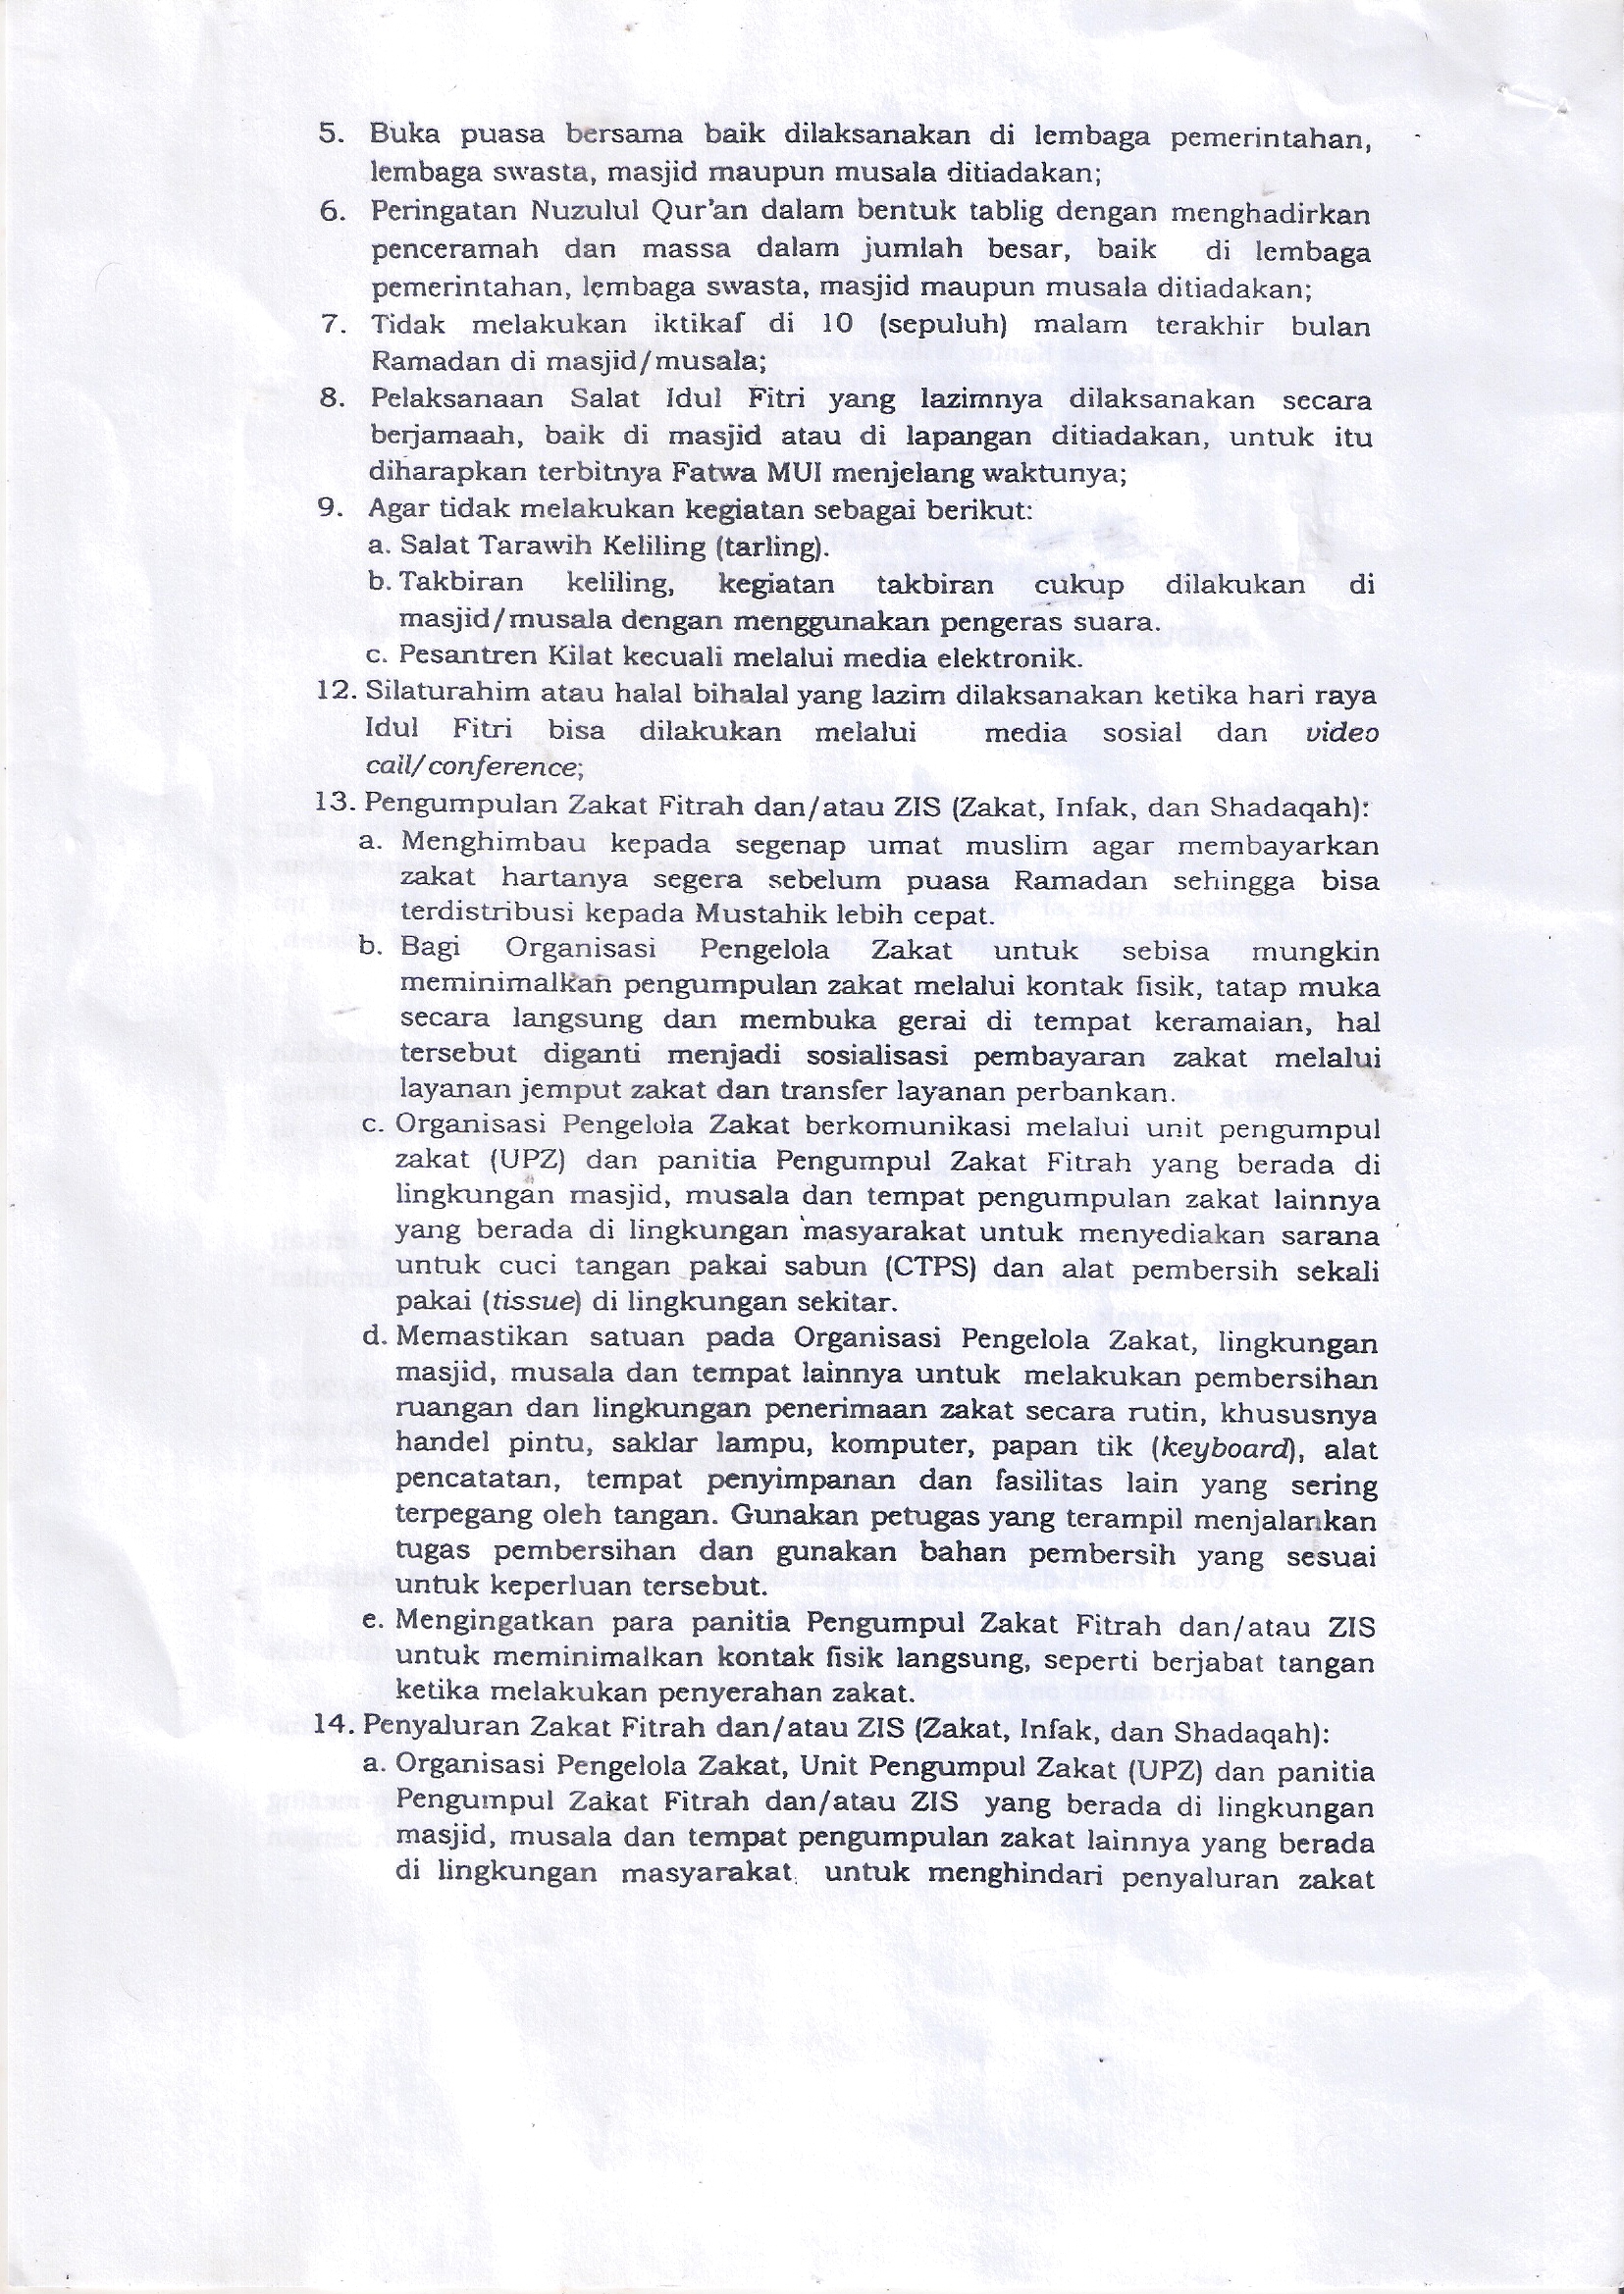 5. Buka puasa bersama baik dilaksanakan di lembaga pemerintahan,
lembaga swasta, masjid maupun musala ditiadakan;
6. Peringatan Nuzulul Qur'an dalam bentuk tablig dengan menghadirkan
penceramah dan massa dalam jumlah besar, baik di lembaga
pemerintahan, lembaga swasta, masjid maupun musala ditiadakan;
7. Tidak melakukan iktikaf di 10 (sepuluh) malam terakhir bulan
Ramadan di masjid/musala;
8. Pelaksanaan Salat Idul Fitri yang lazimnya dilaksanakan secara
berjamaah, baik di masjid atau di lapangan ditiadakan, untuk itu
diharapkan terbitnya Fatwa MUI menjelang waktunya;
9. Agar tidak melakukan kegiatan sebagai berikut:
a. Salat Tarawih Keliling (tarling).
b. Takbiran keliling, kegiatan takbiran cukup dilakukan di
masjid/musala dengan menggunakan pengeras suara.
c. Pesantren Kilat kecuali melalui media elektronik.
12. Silaturahim atau halal bihalal yang lazim dilaksanakan ketika hari raya
Idul Fitri bisa dilakukan melalui media sosial dan video
call/conference;
13. Pengumpulan Zakat Fitrah dan/atau ZIS (Zakat, Infak, dan Shadaqah):
a. Menghimbau kepada segenap umat muslim agar membayarkan
zakat hartanya segera sebelum puasa Ramadan sehingga bisa
terdistribusi kepada Mustahik lebih cepat.
b. Bagi Organisasi Pengelola Zakat untuk sebisa mungkin
meminimalkan pengumpulan zakat melalui kontak fisik, tatap muka
secara langsung dan membuka gerai di tempat keramaian, hal
tersebut diganti menjadi sosialisasi pembayaran zakat melalui
layanan jemput zakat dan transfer layanan perbankan.
c. Organisasi Pengelola Zakat berkomunikasi melalui unit pengumpul
zakat (UPZ) dan panitia Pengumpul Zakat Fitrah yang berada di
lingkungan masjid, musala dan tempat pengumpulan zakat lainnya
yang berada di lingkungan masyarakat untuk menyediakan sarana
untuk cuci tangan pakai sabun (CTPS) dan alat pembersih sekali
pakai (tissue) di lingkungan sekitar.
d. Memastikan satuan pada Organisasi Pengelola Zakat, lingkungan
masjid, musala dan tempat lainnya untuk melakukan pembersihan
ruangan dan lingkungan penerimaan zakat secara rutin, khususnya
handel pintu, saklar lampu, komputer, papan tik (keyboard), alat
pencatatan, tempat penyimpanan dan fasilitas lain yang sering
terpegang oleh tangan. Gunakan petugas yang terampil menjalankan
tugas pembersihan dan gunakan bahan pembersih yang sesuai
untuk keperluan tersebut.
e. Mengingatkan para panitia Pengumpul Zakat Fitrah dan/atau ZIS
untuk meminimalkan kontak fisik langsung, seperti berjabat tangan
ketika melakukan penyerahan zakat.
14. Penyaluran Zakat Fitrah dan/atau ZIS (Zakat, Infak, dan Shadaqah):
a. Organisasi Pengelola Zakat, Unit Pengumpul Zakat (UPZ) dan panitia
Pengumpul Zakat Fitrah dan/atau ZIS yang berada di lingkungan
masjid, musala dan tempat pengumpulan zakat lainnya yang berada
di lingkungan masyarakat untuk menghindari penyaluran zakat